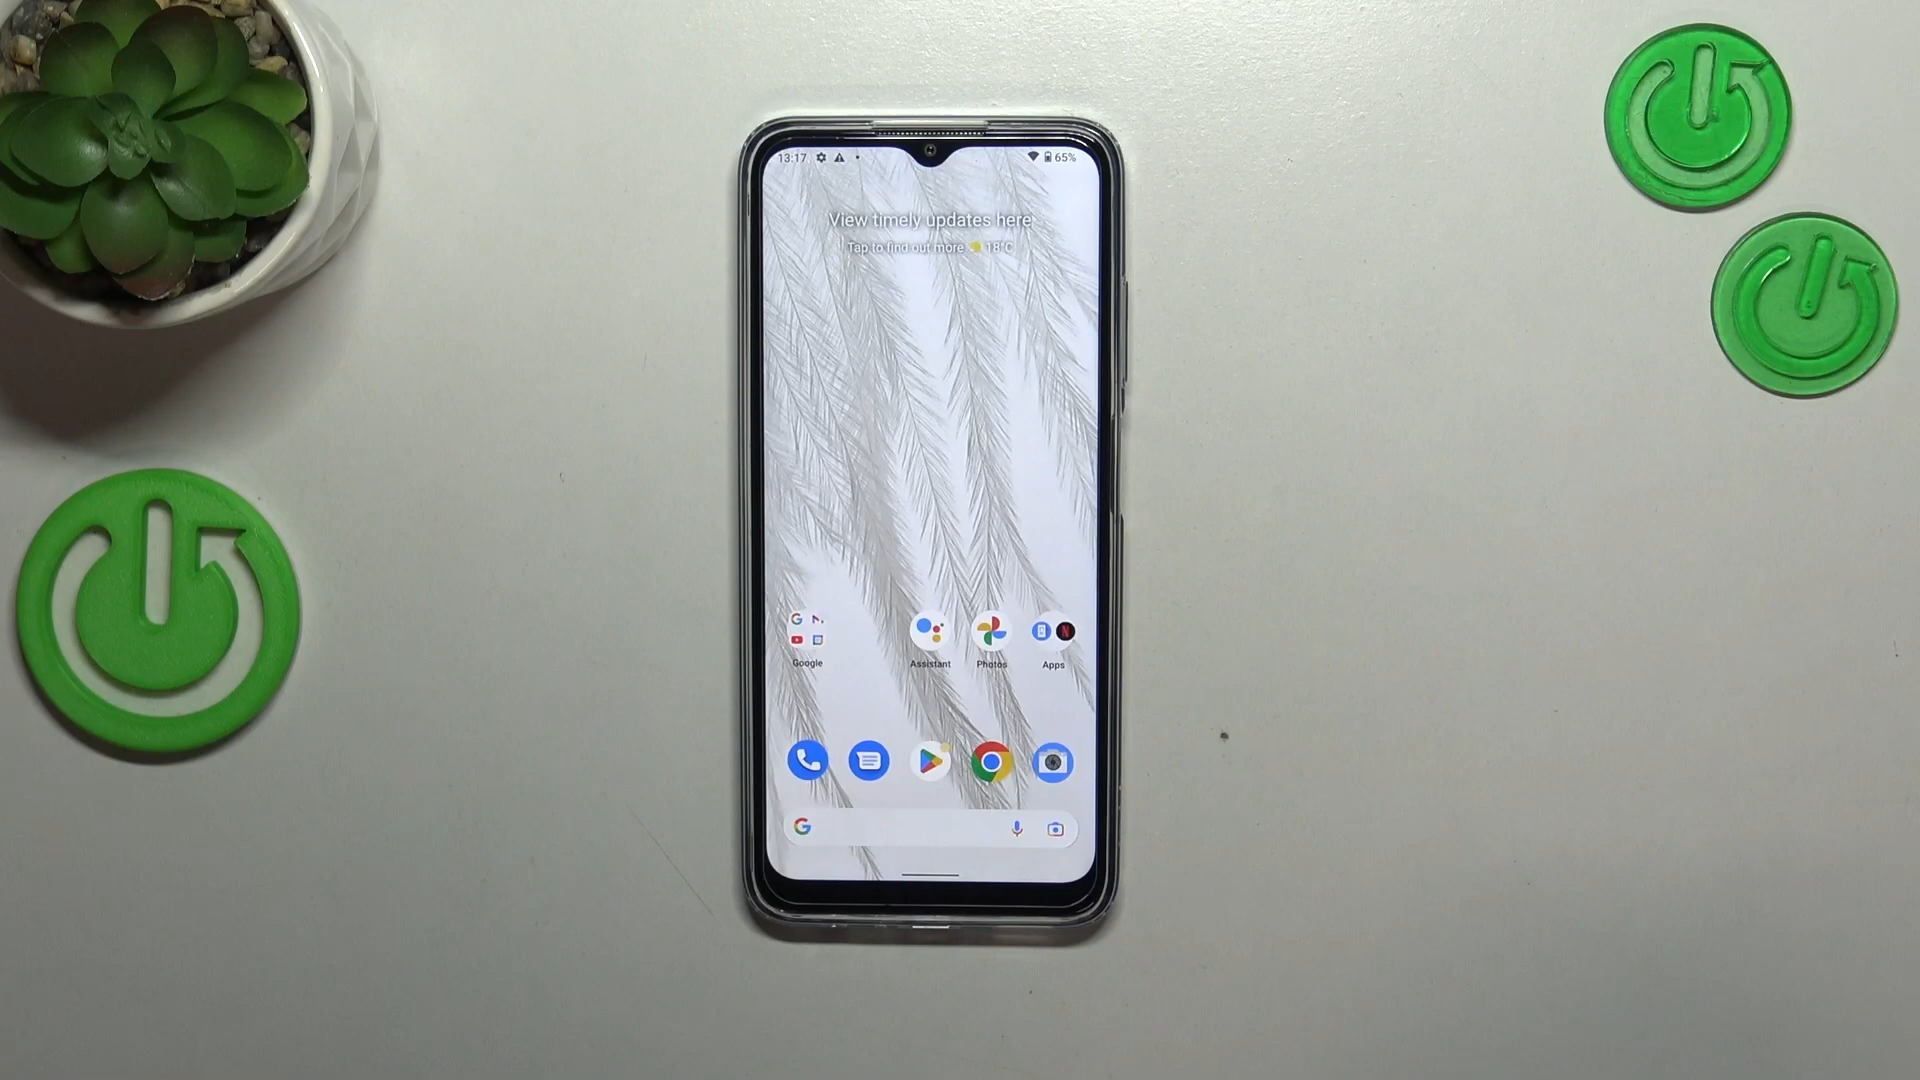 13:17 65%
View timely updates here
Tap to find out more 18°C
Google Assistant Photos Apps